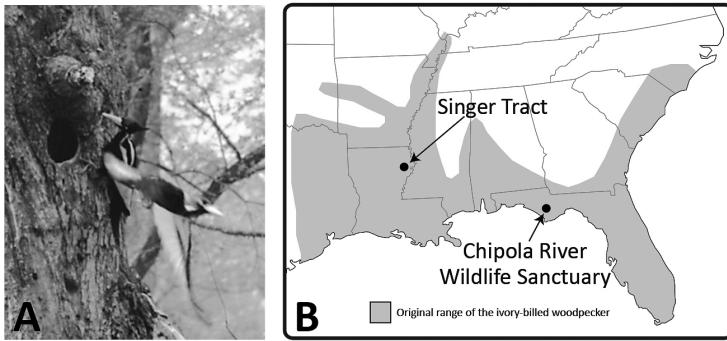 A
B
Singer Tract
Chipola River
Wildlife Sanctuary
Original range of the ivory-billed woodpecker